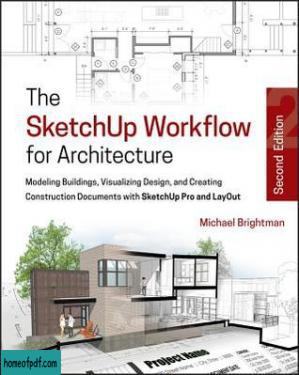 The
SketchUp Workflow
for Architecture
Second Edition
2
Modeling Buildings, Visualizing Design, and Creating
Construction Documents with SketchUp Pro and LayOut
Michael Brightman
Project Name
homeofpdf.com